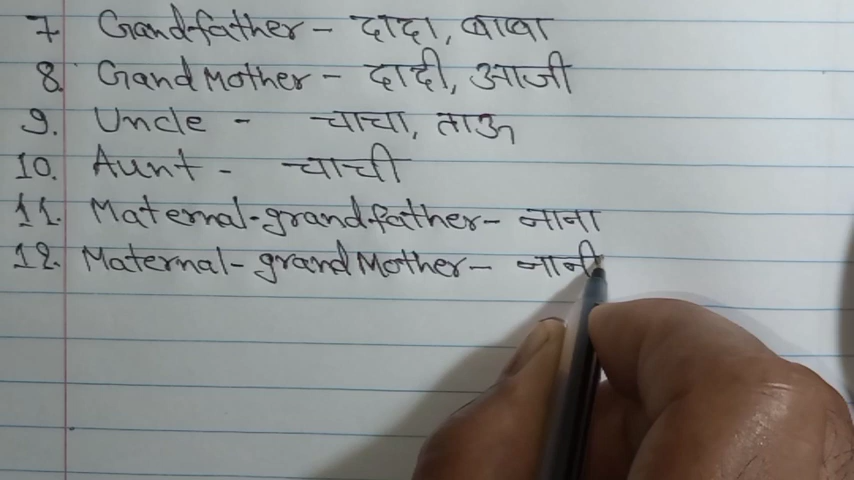 7 Grandfather - दादा, बाबा
8. GrandMother - दादी, आजी
9. Uncle - चाचा, ताऊ
10. Aunt - चाची
11. Maternal-grandfather - नाना
12. Maternal-grandMother - नानी